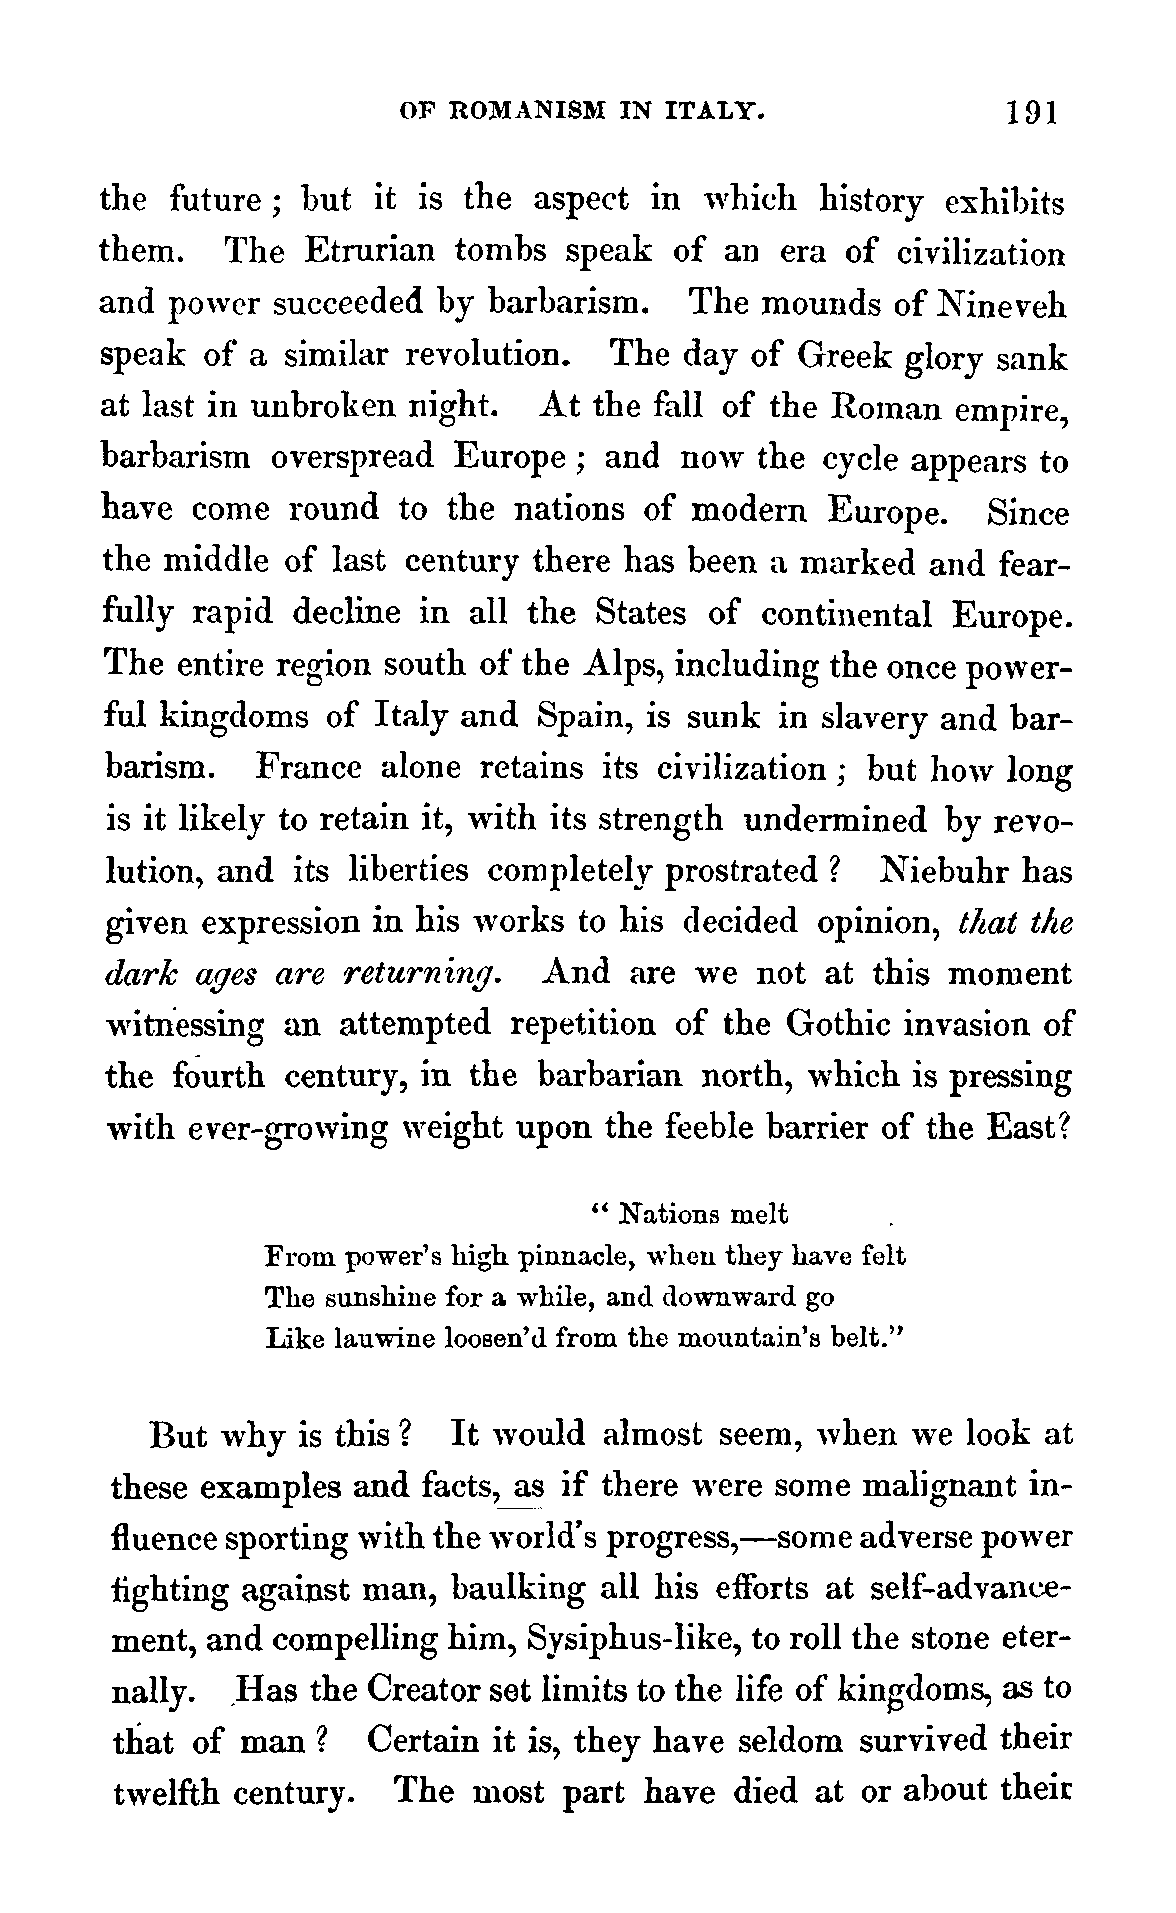 OF ROMANISM IN ITALY. 191
the future ; but it is the aspect in which history exhibits
them. The Etrurian tombs speak of an era of civilization
and power succeeded by barbarism. The mounds of Nineveh
speak of a similar revolution. The day of Greek glory sank
at last in unbroken night. At the fall of the Roman empire,
barbarism overspread Europe ; and now the cycle appears to
have come round to the nations of modern Europe. Since
the middle of last century there has been a marked and fear-
fully rapid decline in all the States of continental Europe.
The entire region south of the Alps, including the once power-
ful kingdoms of Italy and Spain, is sunk in slavery and bar-
barism. France alone retains its civilization ; but how long
is it likely to retain it, with its strength undermined by revo-
lution, and its liberties completely prostrated ? Niebuhr has
given expression in his works to his decided opinion, that the
dark ages are returning. And are we not at this moment
witnessing an attempted repetition of the Gothic invasion of
the fourth century, in the barbarian north, which is pressing
with ever-growing weight upon the feeble barrier of the East?
“ Nations melt
From power's high pinnacle, when they have felt
The sunshine for a while, and downward go
Like lauwine loosen'd from the mountain's belt.”
But why is this ? It would almost seem, when we look at
these examples and facts, as if there were some malignant in-
fluence sporting with the world's progress,—some adverse power
fighting against man, baulking all his efforts at self-advance-
ment, and compelling him, Sysiphus-like, to roll the stone eter-
nally. Has the Creator set limits to the life of kingdoms, as to
that of man ? Certain it is, they have seldom survived their
twelfth century. The most part have died at or about their